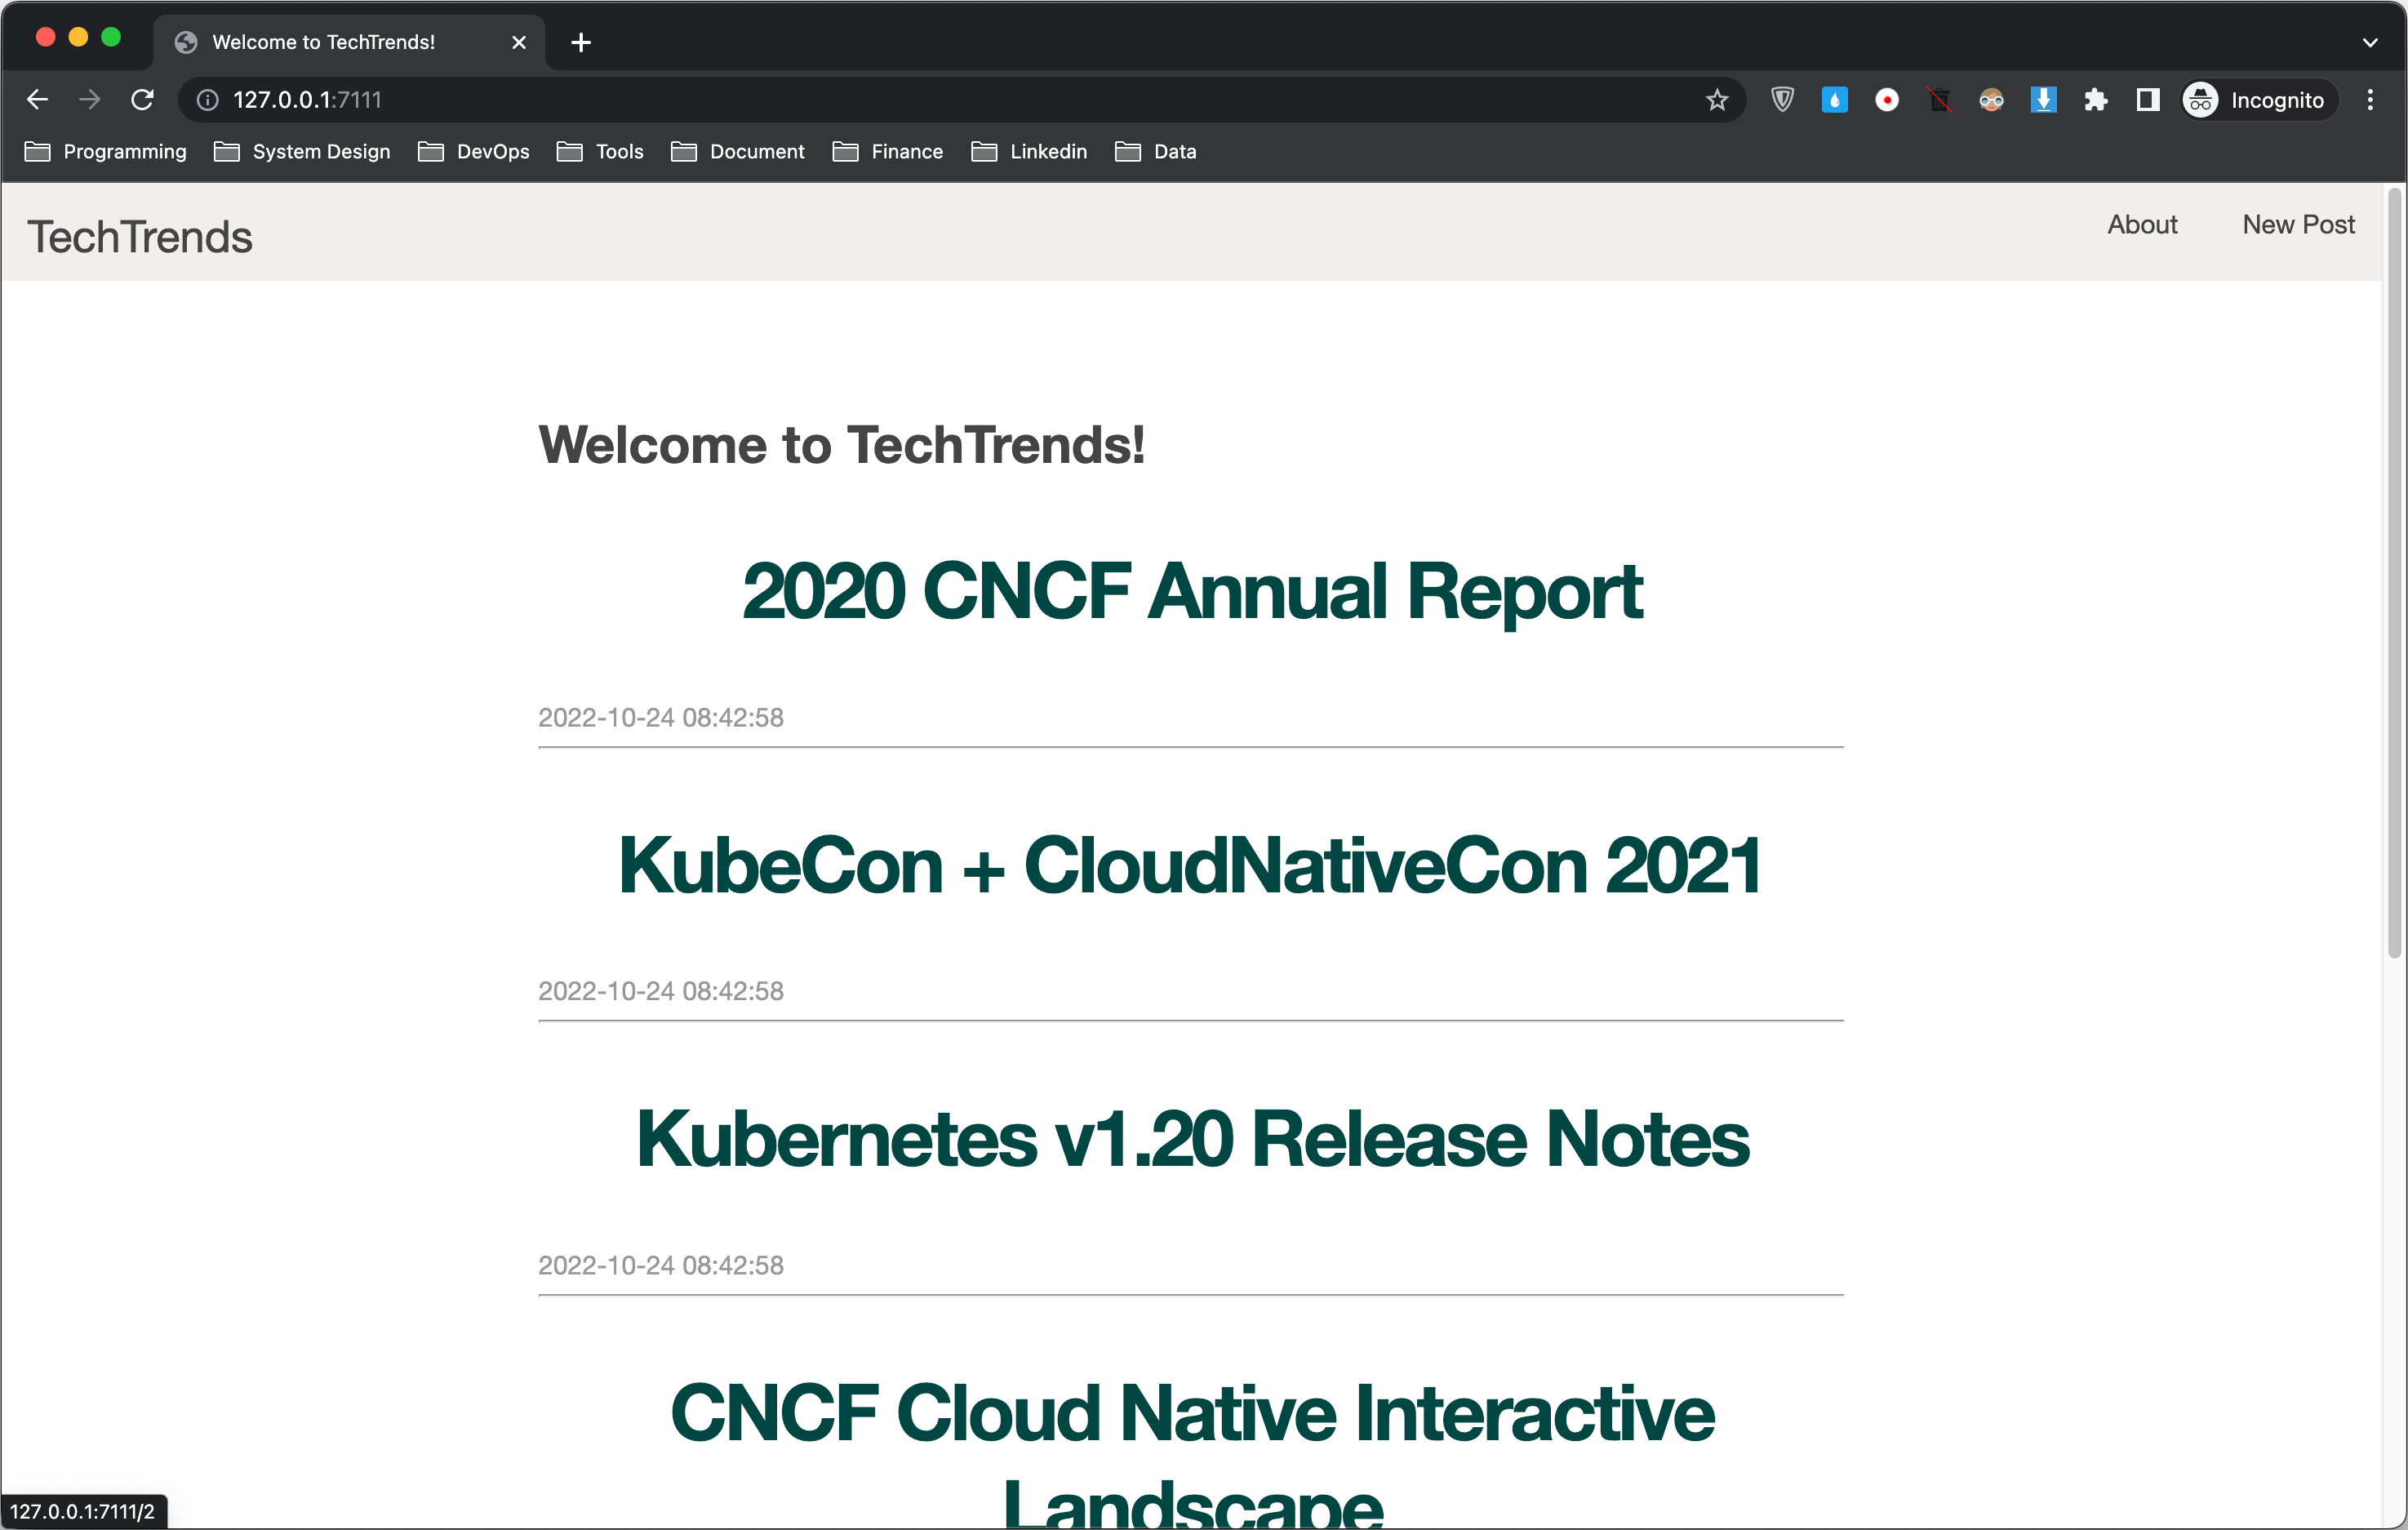 Welcome to TechTrends!
127.0.0.1:7111
Incognito
Programming System Design DevOps Tools Document Finance Linkedin Data
TechTrends
About New Post
Welcome to TechTrends!
2020 CNCF Annual Report
2022-10-24 08:42:58
KubeCon + CloudNativeCon 2021
2022-10-24 08:42:58
Kubernetes v1.20 Release Notes
2022-10-24 08:42:58
CNCF Cloud Native Interactive
Landscape
127.0.0.1:7111/2